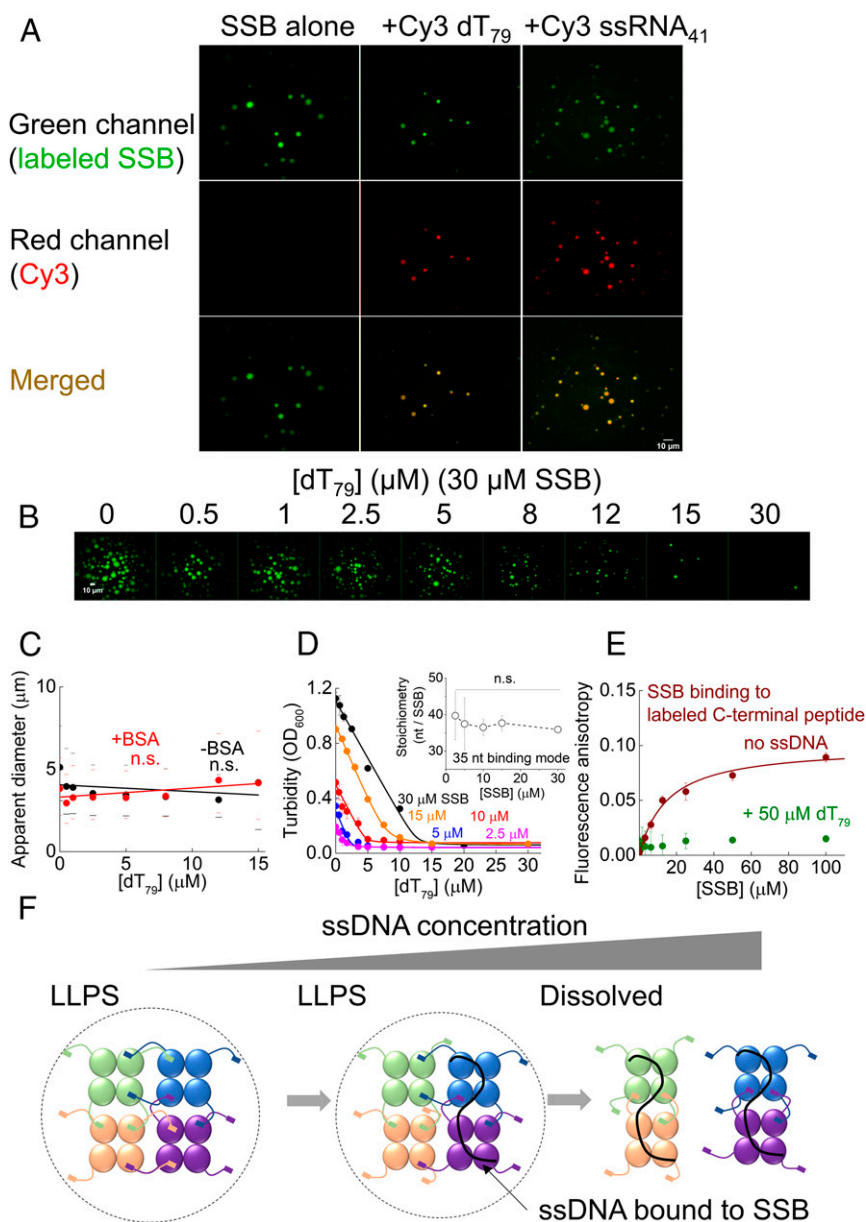 A
SSB alone
+Cy3 dT79
+Cy3 ssRNA41
Green channel
(labeled SSB)
Red channel
(Cy3)
Merged
10 µm
[dT79] (µM) (30 µM SSB)
B
0 0.5 1 2.5 5 8 12 15 30
10 µm
C
Apparent diameter (µm)
10
5
0
+BSA
n.s.
-BSA
n.s.
0 5 10 15
[dT79] (µM)
D
Turbidity (OD600)
1.2
0.8
0.4
0.0
Stoichiometry
(nt / SSB)
50
40
30
n.s.
35 nt binding mode
0 10 20 30
[SSB] (µM)
30 µM SSB
15 µM
10 µM
5 µM
2.5 µM
0 5 10 15 20 25 30
[dT79] (µM)
E
Fluorescence anisotropy
0.15
0.10
0.05
0.00
SSB binding to
labeled C-terminal peptide
no ssDNA
+ 50 µM dT79
0 20 40 60 80 100
[SSB] (µM)
F
ssDNA concentration
LLPS
LLPS
Dissolved
ssDNA bound to SSB